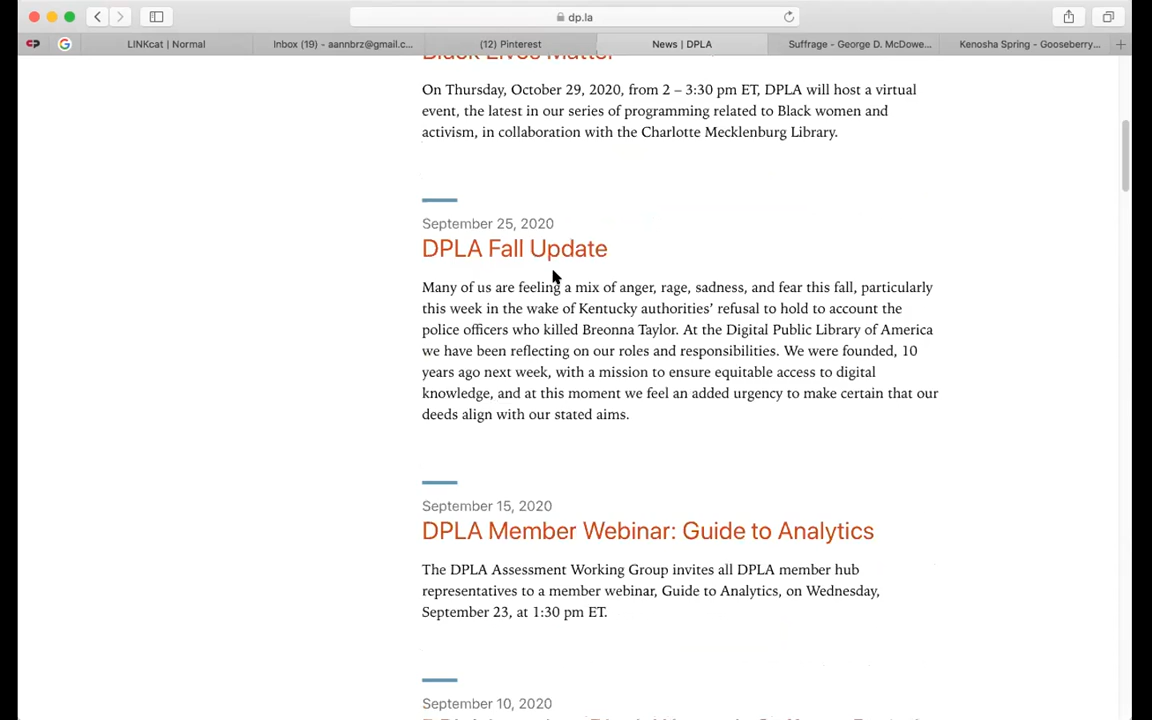 dp.la
LINKcat | Normal
Inbox (19) - aannbrz@gmail.c...
(12) Pinterest
News | DPLA
Suffrage - George D. McDowe...
Kenosha Spring - Gooseberry...
Black Lives Matter
On Thursday, October 29, 2020, from 2 – 3:30 pm ET, DPLA will host a virtual
event, the latest in our series of programming related to Black women and
activism, in collaboration with the Charlotte Mecklenburg Library.
September 25, 2020
DPLA Fall Update
Many of us are feeling a mix of anger, rage, sadness, and fear this fall, particularly
this week in the wake of Kentucky authorities’ refusal to hold to account the
police officers who killed Breonna Taylor. At the Digital Public Library of America
we have been reflecting on our roles and responsibilities. We were founded, 10
years ago next week, with a mission to ensure equitable access to digital
knowledge, and at this moment we feel an added urgency to make certain that our
deeds align with our stated aims.
September 15, 2020
DPLA Member Webinar: Guide to Analytics
The DPLA Assessment Working Group invites all DPLA member hub
representatives to a member webinar, Guide to Analytics, on Wednesday,
September 23, at 1:30 pm ET.
September 10, 2020